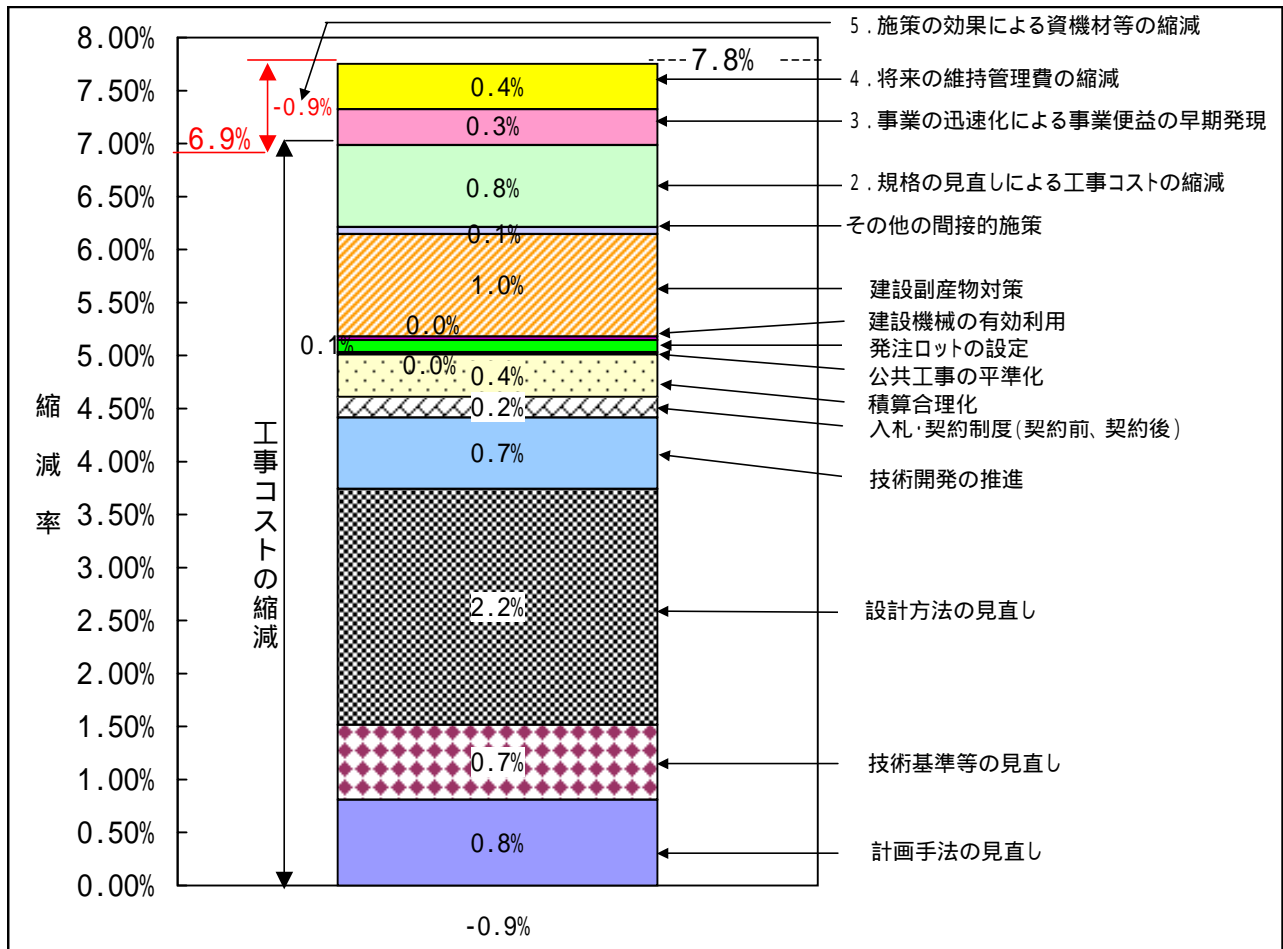 8.00%
7.50%
7.00%
6.50%
6.00%
5.50%
5.00%
4.50%
4.00%
3.50%
3.00%
2.50%
2.00%
1.50%
1.00%
0.50%
0.00%
縮減率
6.9%
-0.9%
工事コストの縮減
7.8%
0.4%
0.3%
0.8%
0.1%
1.0%
0.0%
0.1%
0.0%
0.4%
0.2%
0.7%
2.2%
0.7%
0.8%
-0.9%
5.施策の効果による資機材等の縮減
4.将来の維持管理費の縮減
3.事業の迅速化による事業便益の早期発現
2.規格の見直しによる工事コストの縮減
その他の間接的施策
建設副産物対策
建設機械の有効利用
発注ロットの設定
公共工事の平準化
積算合理化
入札・契約制度(契約前、契約後)
技術開発の推進
設計方法の見直し
技術基準等の見直し
計画手法の見直し